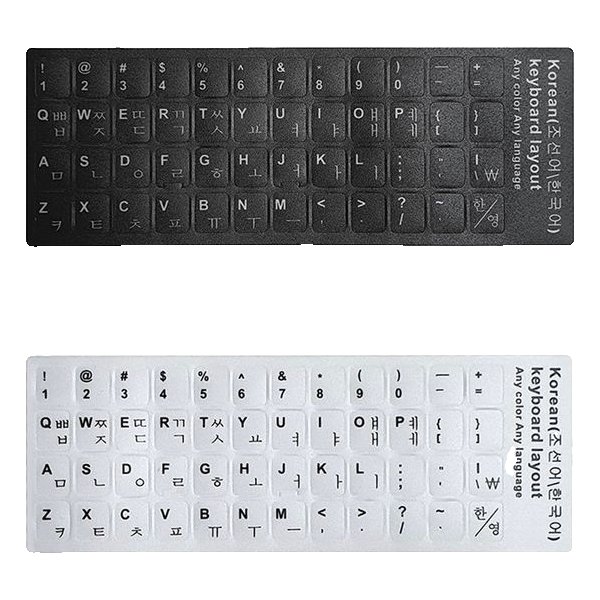 ! @ # $ % ^ & * ( ) — +
1 2 3 4 5 6 7 8 9 0 - =
Q ㅃ W ㅉ E ㄸ R ㄲ T ㅆ Y U I O ㅒ P ㅖ { }
ㅂ ㅈ ㄷ ㄱ ㅅ ㅛ ㅕ ㅑ ㅐ ㅔ [ ]
A S D F G H J K L : " |
ㅁ ㄴ ㅇ ㄹ ㅎ ㅗ ㅓ ㅏ ㅣ ; ' \ ₩
Z X C V B N M < > ? ~ 한/영
ㅋ ㅌ ㅊ ㅍ ㅠ ㅜ ㅡ , . / `
Korean(조선어\한국어)
keyboard layout
Any color Any language
! @ # $ % ^ & * ( ) — +
1 2 3 4 5 6 7 8 9 0 - =
Q ㅃ W ㅉ E ㄸ R ㄲ T ㅆ Y U I O ㅒ P ㅖ { }
ㅂ ㅈ ㄷ ㄱ ㅅ ㅛ ㅕ ㅑ ㅐ ㅔ [ ]
A S D F G H J K L : " |
ㅁ ㄴ ㅇ ㄹ ㅎ ㅗ ㅓ ㅏ ㅣ ; ' \ ₩
Z X C V B N M < > ? ~ 한/영
ㅋ ㅌ ㅊ ㅍ ㅠ ㅜ ㅡ , . / `
Korean(조선어\한국어)
keyboard layout
Any color Any language